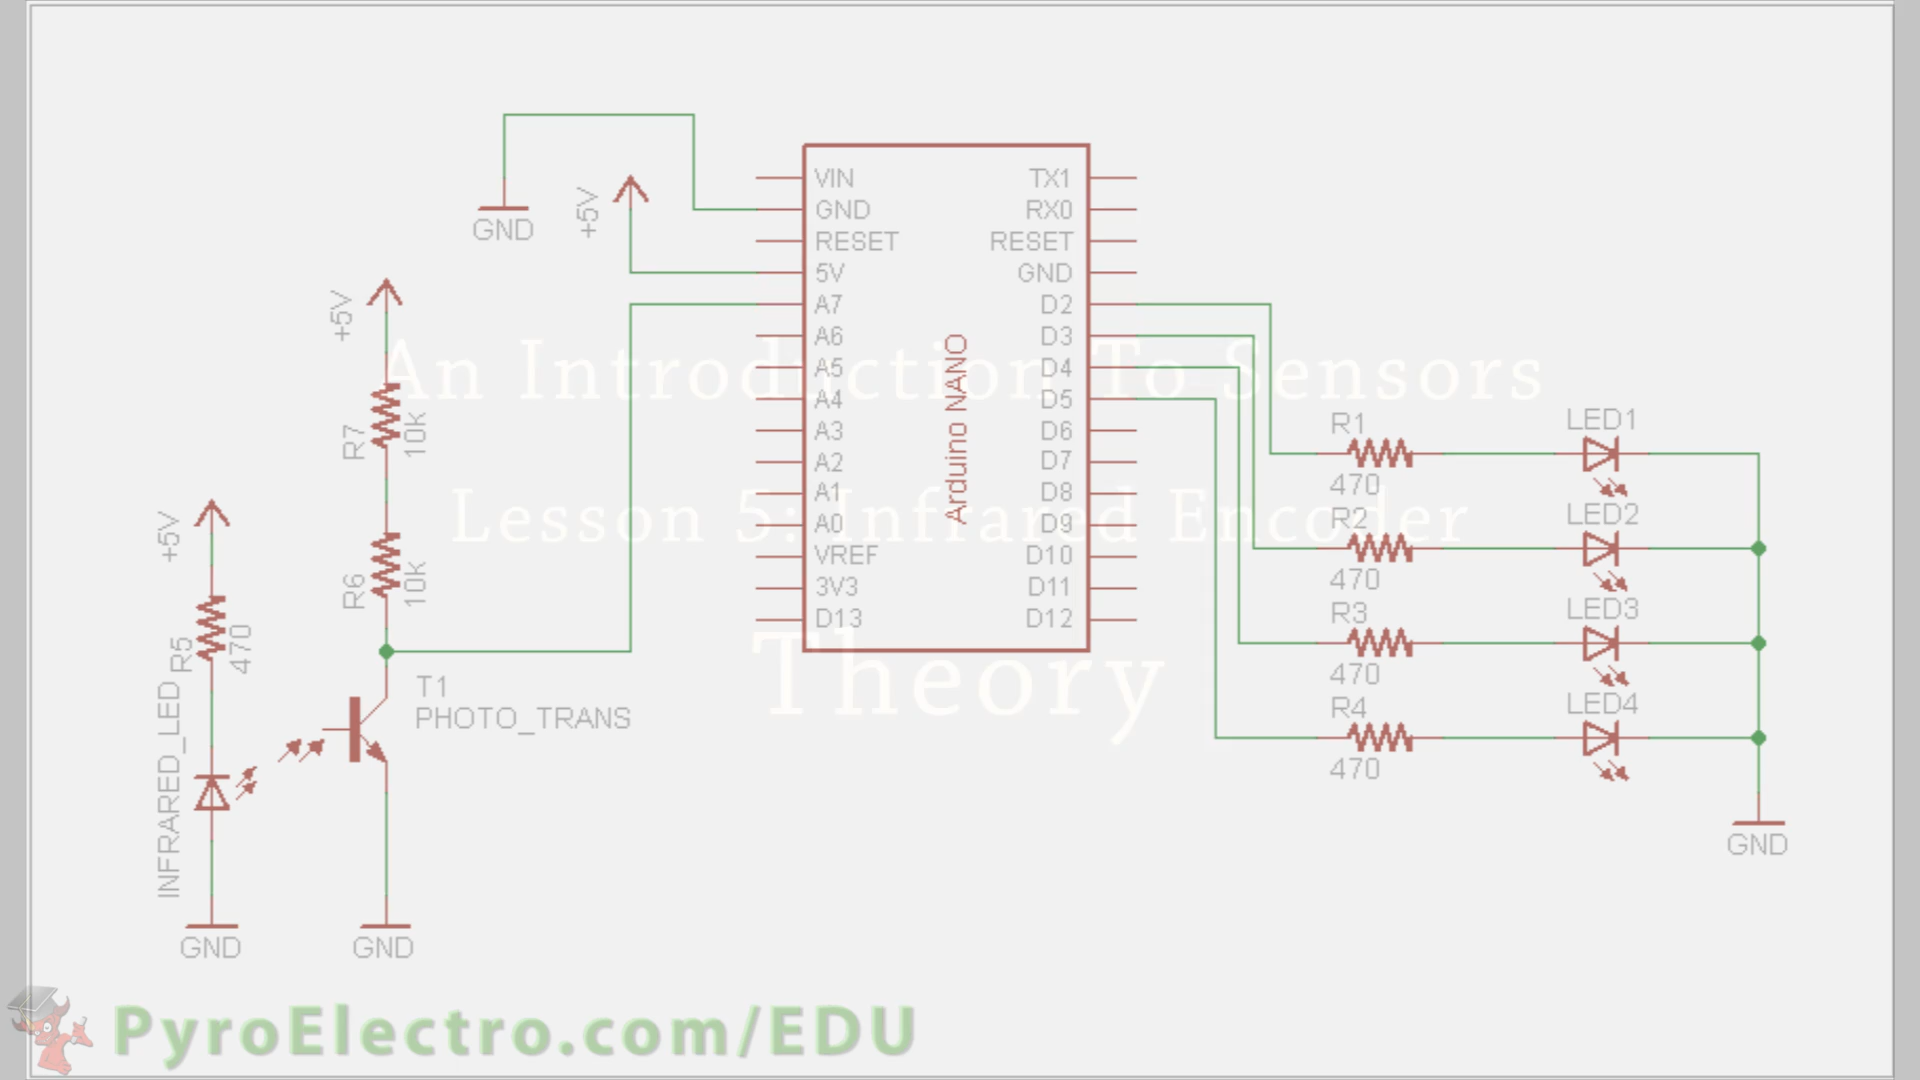 VIN
GND
RESET
5V
A7
A6
A5
A4
A3
A2
A1
A0
VREF
3V3
D13
Arduino NANO
TX1
RX0
RESET
GND
D2
D3
D4
D5
D6
D7
D8
D9
D10
D11
D12
GND
+5V
+5V
R7
10k
R6
10k
+5V
R5
470
INFRARED_LED
T1
PHOTO_TRANS
GND
GND
R1
470
LED1
R2
470
LED2
R3
470
LED3
R4
470
LED4
GND
An Introduction To Sensors
Lesson 5: Infrared Encoder
Theory
PyroElectro.com/EDU